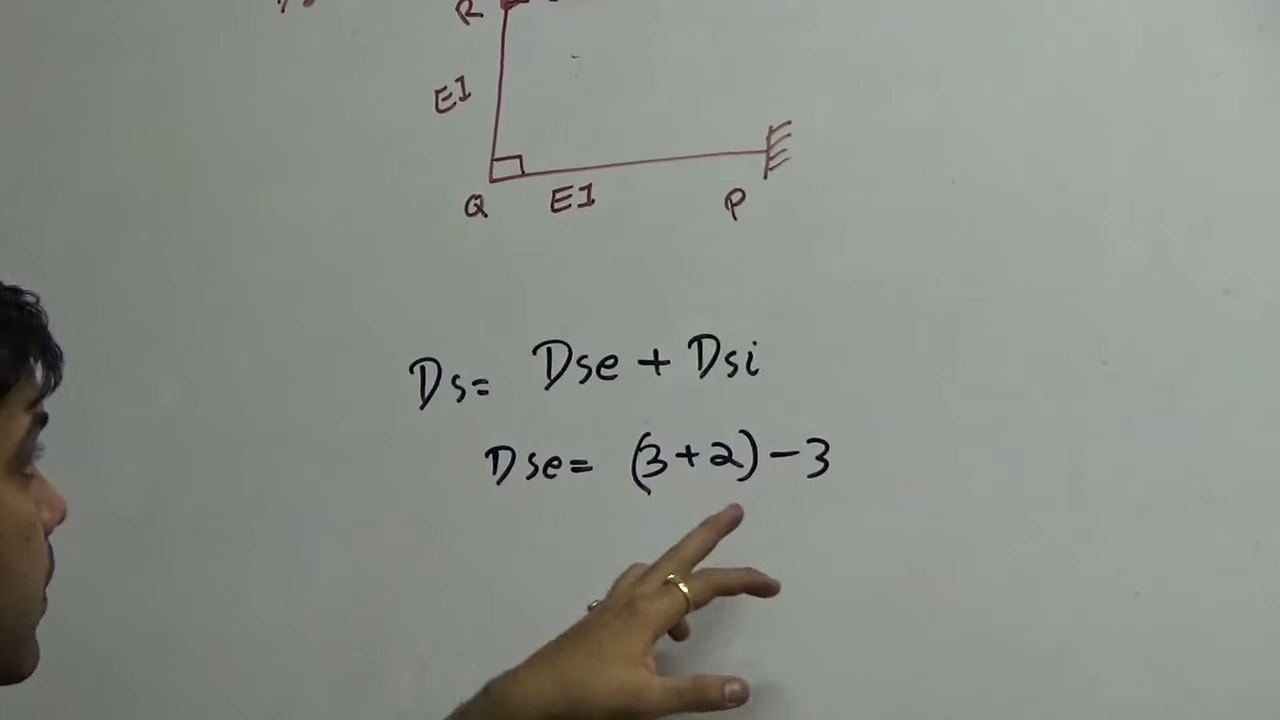 R
EI
Q EI P
Ds= Dse + Dsi
Dse= (3+2)-3